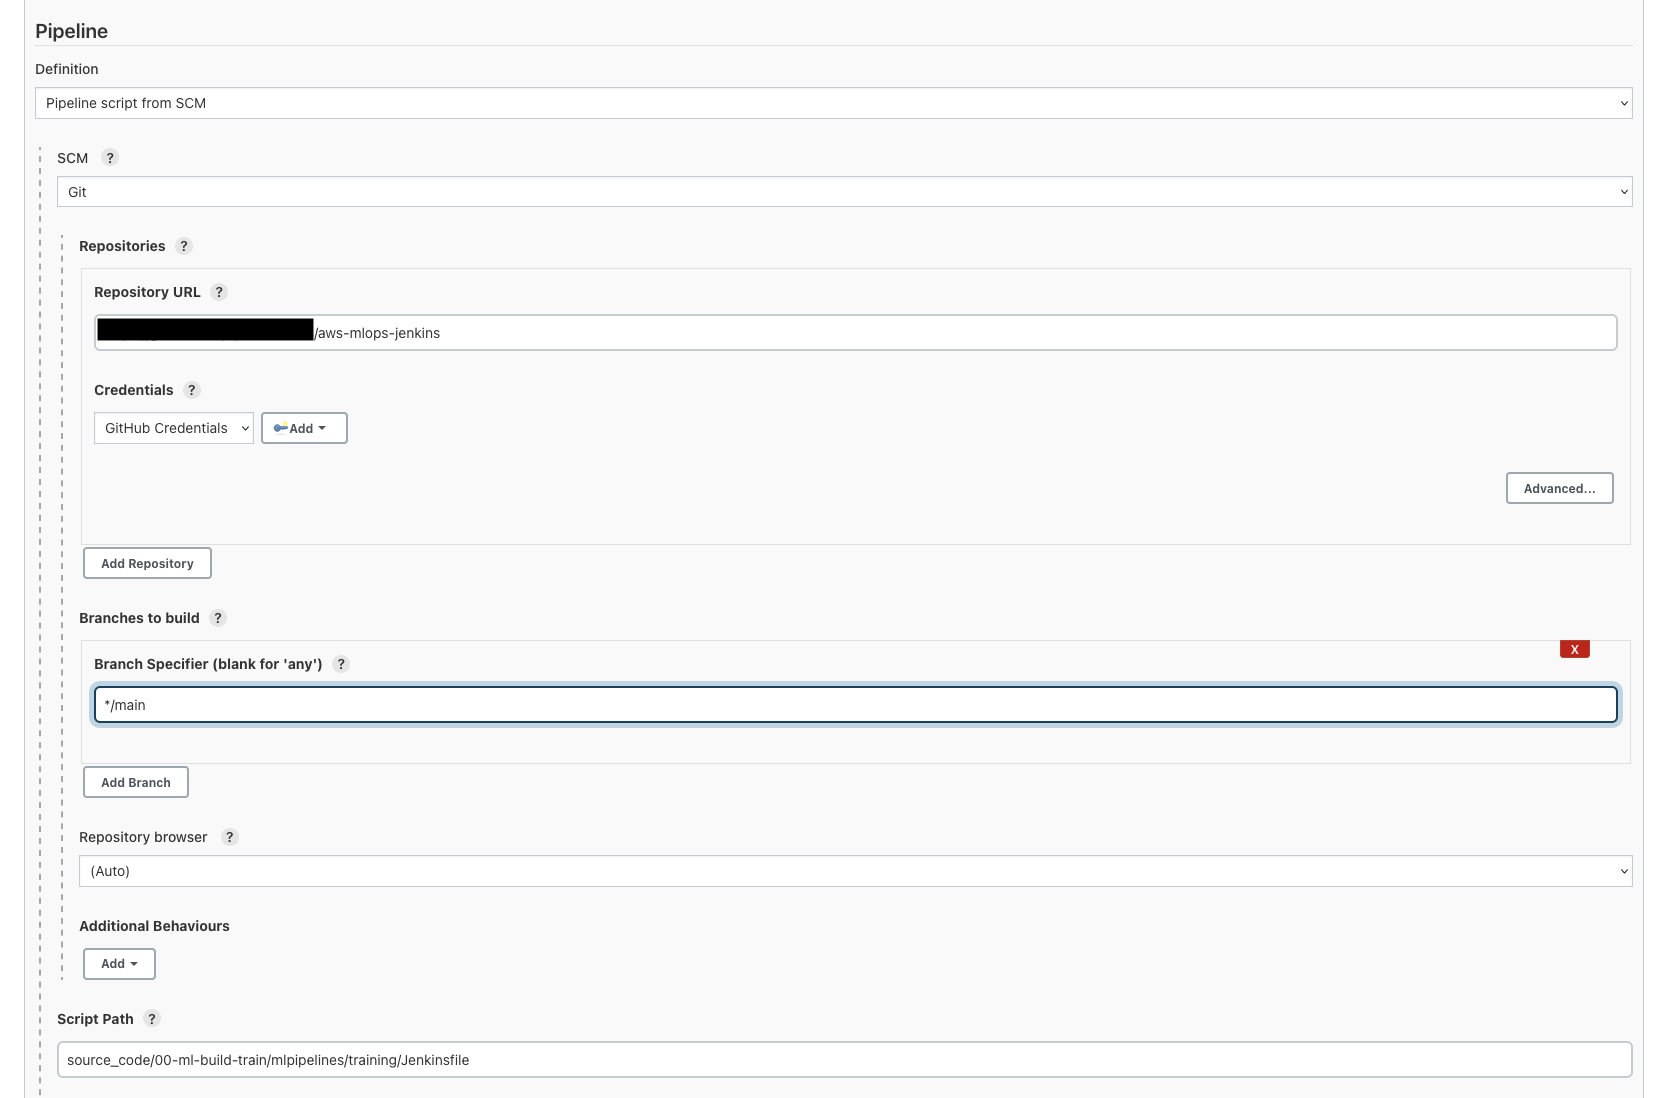 Pipeline
Definition
Pipeline script from SCM
SCM ?
Git
Repositories ?
Repository URL ?
/aws-mlops-jenkins
Credentials ?
GitHub Credentials Add
Advanced...
Add Repository
Branches to build ?
X
Branch Specifier (blank for 'any') ?
*/main
Add Branch
Repository browser ?
(Auto)
Additional Behaviours
Add
Script Path ?
source_code/00-ml-build-train/mlpipelines/training/Jenkinsfile